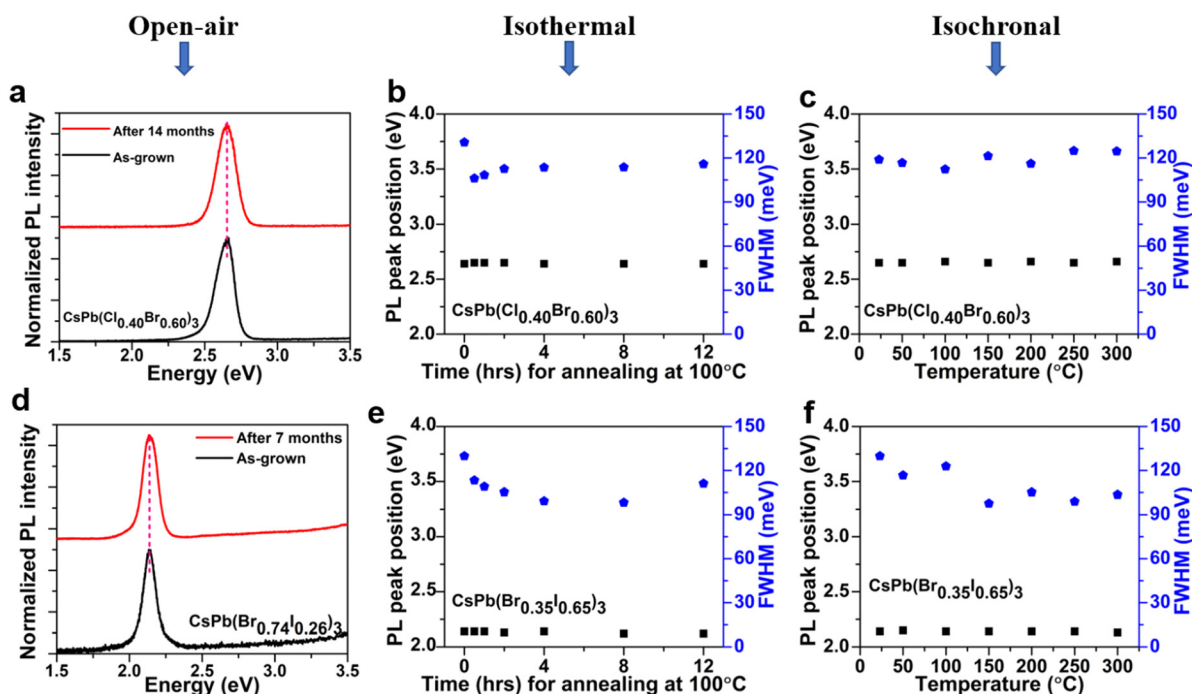 Open-air
Isothermal
Isochronal
a
Normalized PL intensity
After 14 months
As-grown
CsPb(Cl0.40Br0.60)3
1.5 2.0 2.5 3.0 3.5
Energy (eV)
b
PL peak position (eV)
4.0
3.5
3.0
2.5
2.0
CsPb(Cl0.40Br0.60)3
150
120
90
60
30
0
FWHM (meV)
0 4 8 12
Time (hrs) for annealing at 100°C
c
PL peak position (eV)
4.0
3.5
3.0
2.5
2.0
CsPb(Cl0.40Br0.60)3
150
120
90
60
30
0
FWHM (meV)
0 50 100 150 200 250 300
Temperature (°C)
d
Normalized PL intensity
After 7 months
As-grown
CsPb(Br0.74I0.26)3
1.5 2.0 2.5 3.0 3.5
Energy (eV)
e
PL peak position (eV)
4.0
3.5
3.0
2.5
2.0
CsPb(Br0.35I0.65)3
150
120
90
60
30
0
FWHM (meV)
0 4 8 12
Time (hrs) for annealing at 100°C
f
PL peak position (eV)
4.0
3.5
3.0
2.5
2.0
CsPb(Br0.35I0.65)3
150
120
90
60
30
0
FWHM (meV)
0 50 100 150 200 250 300
Temperature (°C)